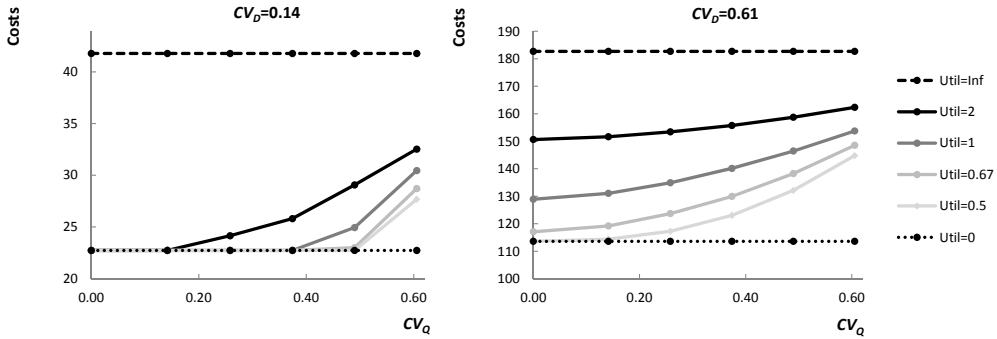 CV_D=0.14
Costs
40
35
30
25
20
0.00 0.20 0.40 0.60
CV_Q
CV_D=0.61
Costs
190
180
170
160
150
140
130
120
110
100
0.00 0.20 0.40 0.60
CV_Q
Util=Inf
Util=2
Util=1
Util=0.67
Util=0.5
Util=0